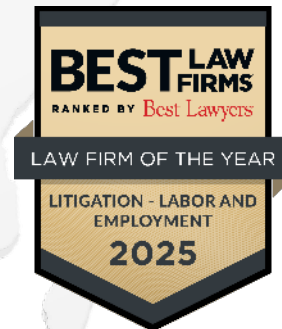 BEST LAW FIRMS
RANKED BY Best Lawyers
LAW FIRM OF THE YEAR
LITIGATION - LABOR AND
EMPLOYMENT
2025